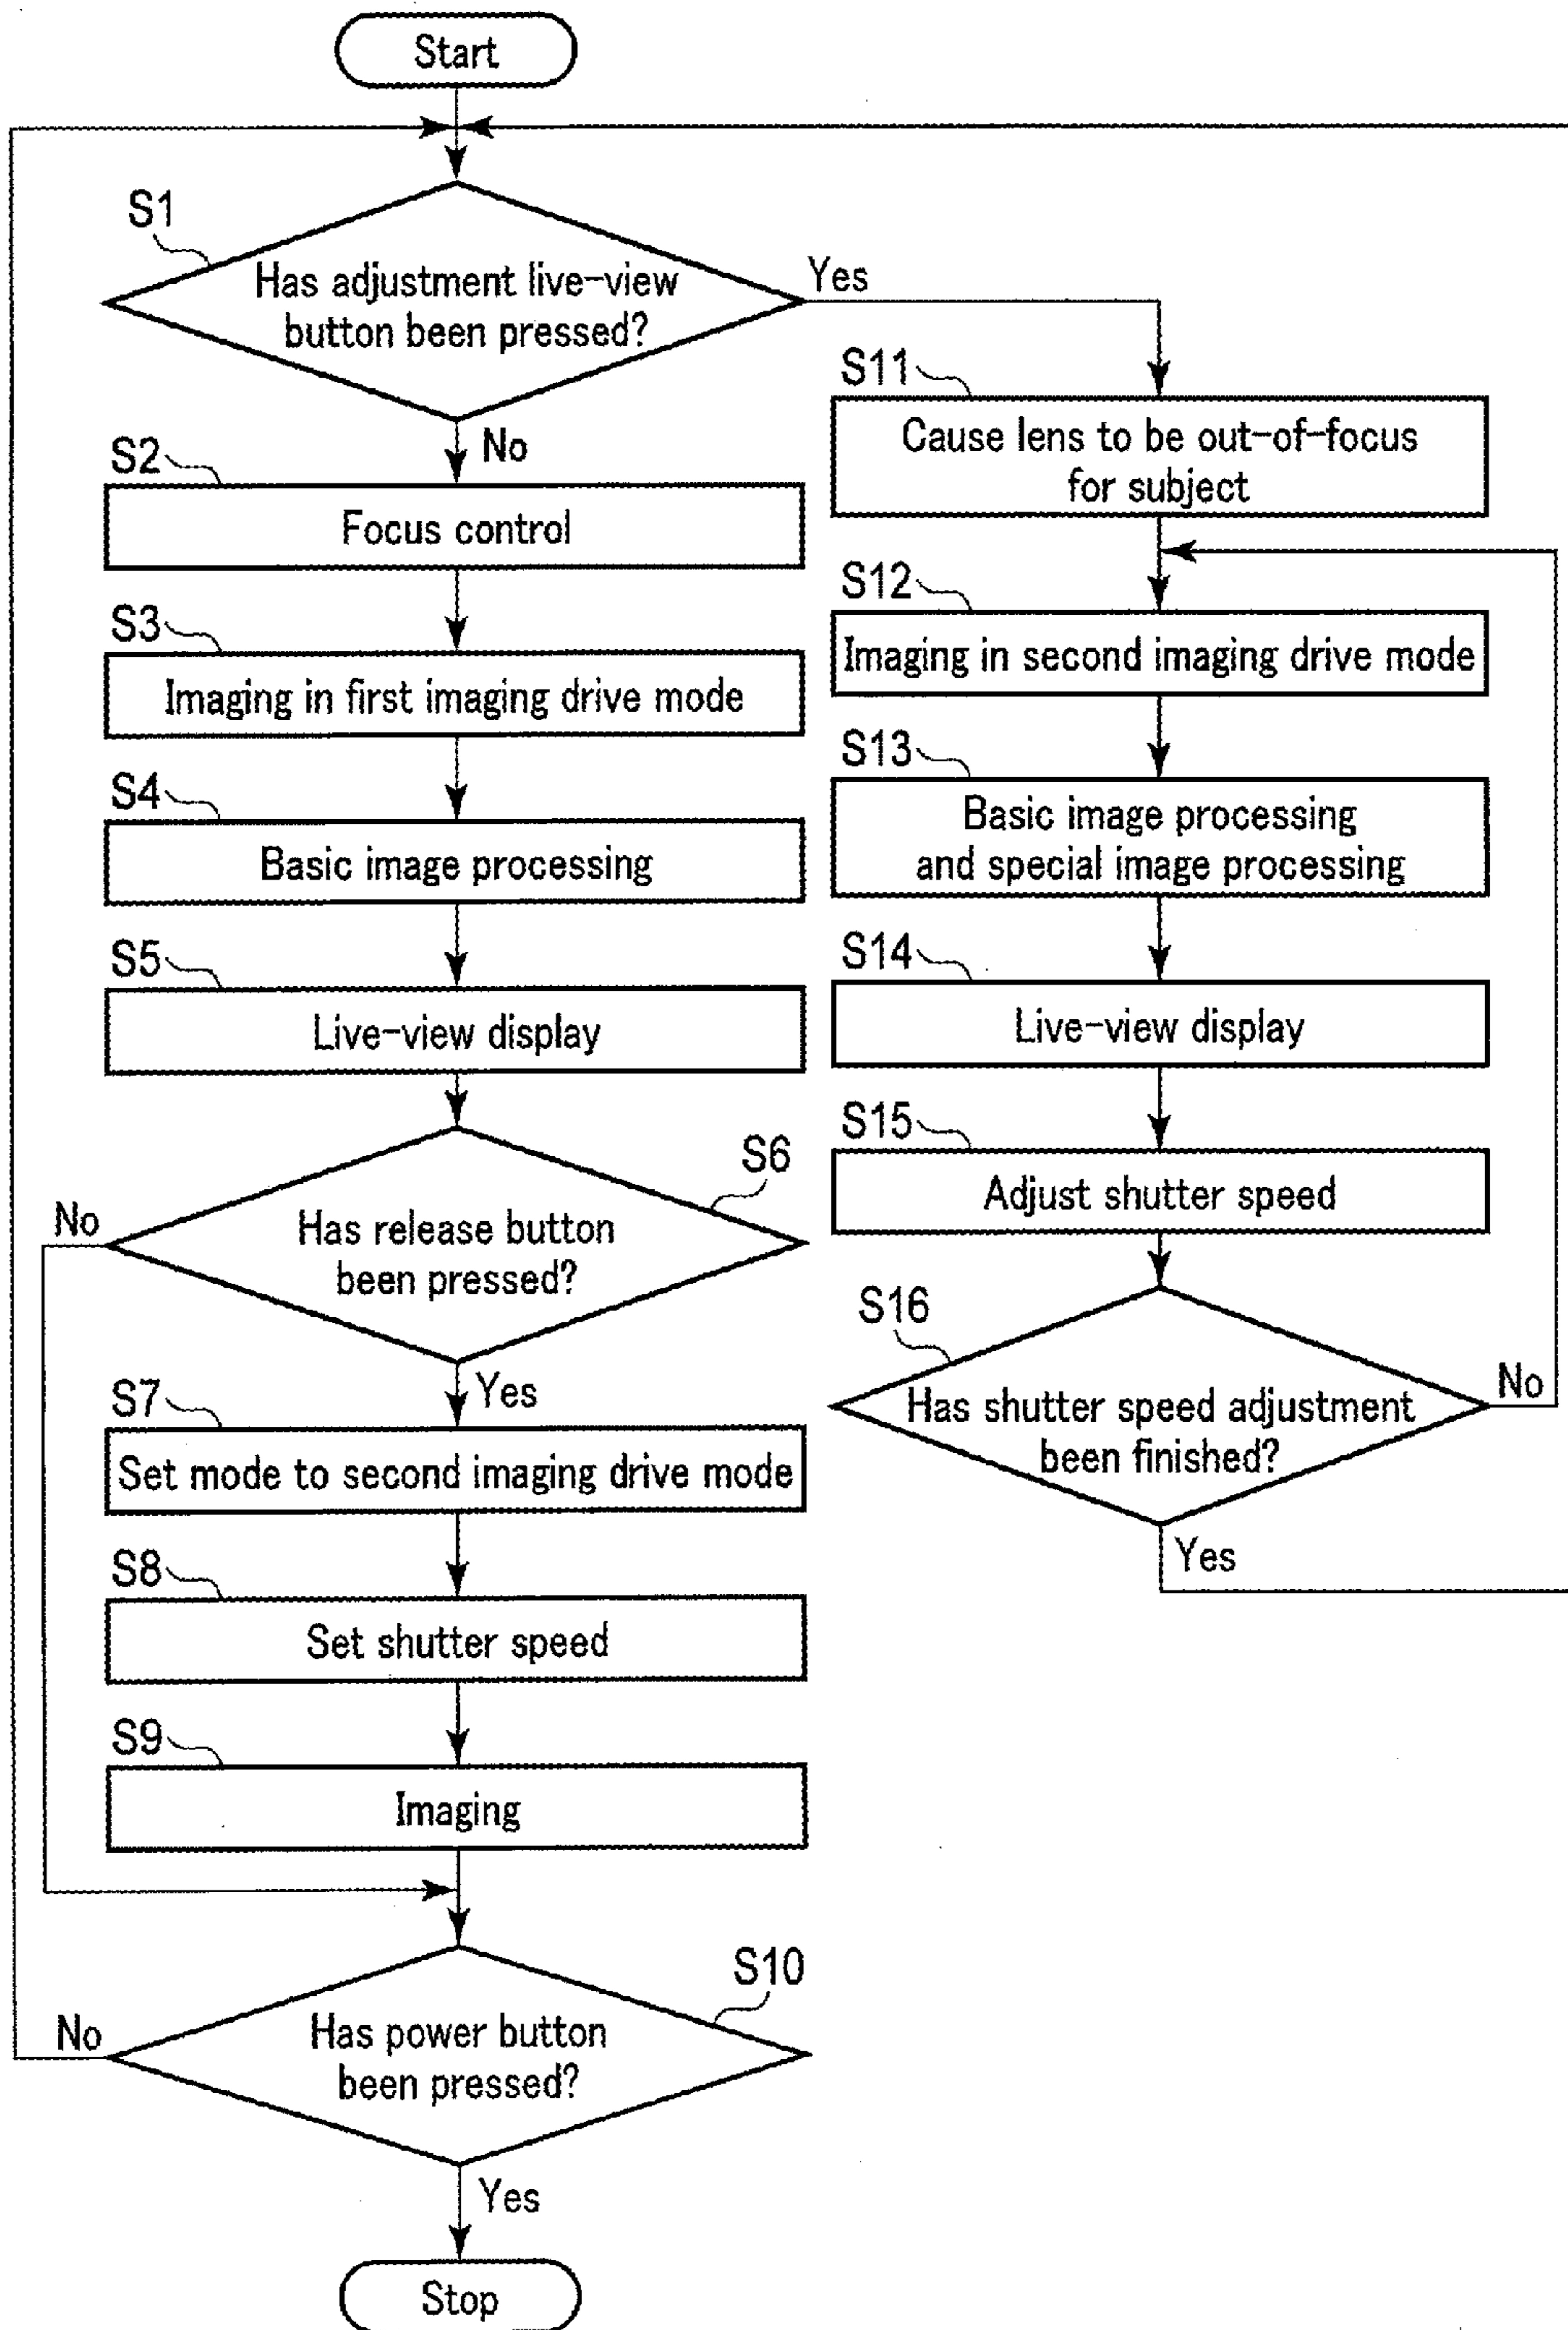 Start
S1
Has adjustment live-view
button been pressed?
Yes
No
S2
Focus control
S3
Imaging in first imaging drive mode
S4
Basic image processing
S5
Live-view display
S6
Has release button
been pressed?
No
Yes
S7
Set mode to second imaging drive mode
S8
Set shutter speed
S9
Imaging
S10
Has power button
been pressed?
No
Yes
Stop
S11
Cause lens to be out-of-focus
for subject
S12
Imaging in second imaging drive mode
S13
Basic image processing
and special image processing
S14
Live-view display
S15
Adjust shutter speed
S16
Has shutter speed adjustment
been finished?
No
Yes